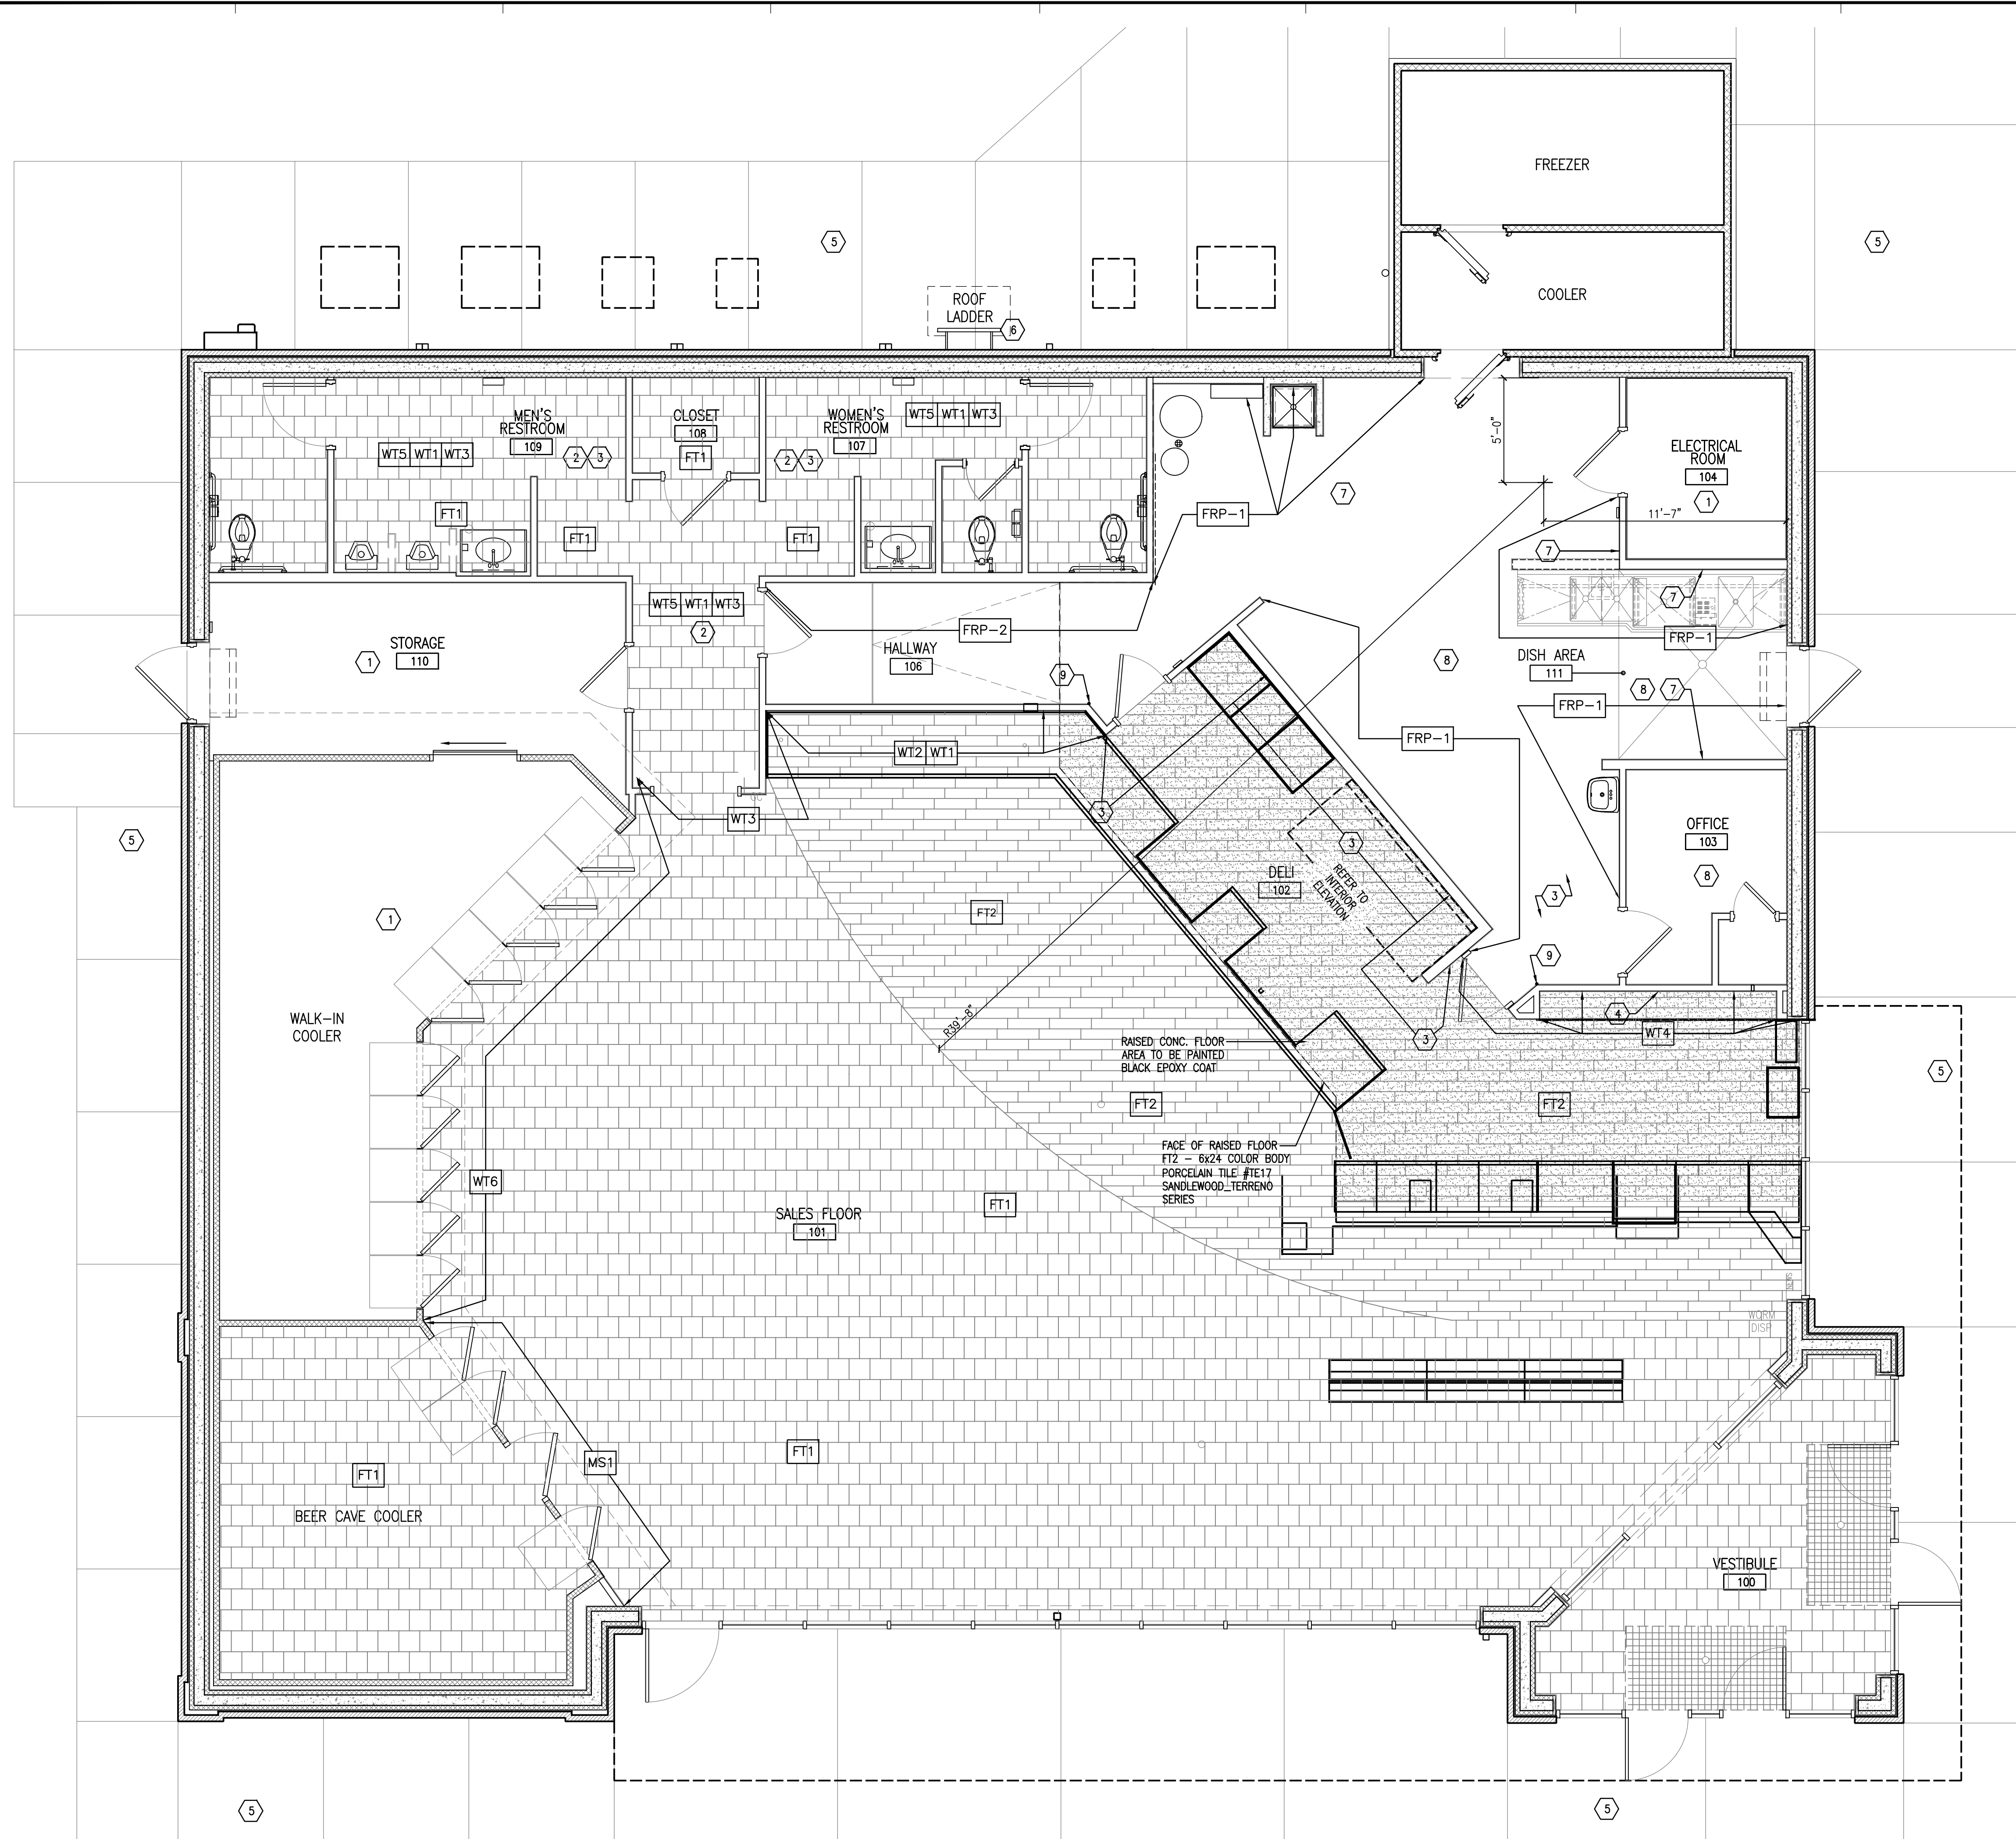 FREEZER
5
5
COOLER
ROOF
LADDER
6
MEN'S
RESTROOM
109
WT5 WT1 WT3
2 3
CLOSET
108
FT1
WOMEN'S
RESTROOM
107
WT5 WT1 WT3
2 3
5'-0"
ELECTRICAL
ROOM
104
1
7
FRP-1
11'-7"
FT1
FT1
FT1
7
7
WT5 WT1 WT3
2
FRP-2
FRP-1
STORAGE
110
1
HALLWAY
106
9
8
DISH AREA
111
8 7
FRP-1
FRP-1
WT2 WT1
WT3
3
3
5
OFFICE
103
8
DELI
102
REFER TO
INTERIOR
ELEVATION
3
1
FT2
9
WALK-IN
COOLER
R39'-8"
4
WT4
3
RAISED CONC. FLOOR
AREA TO BE PAINTED
BLACK EPOXY COAT
5
FT2
FT2
FACE OF RAISED FLOOR
FT2 - 6x24 COLOR BODY
PORCELAIN TILE #TE17
SANDLEWOOD_TERRENO
SERIES
WT6
FT1
SALES FLOOR
101
WORM
DISP
FT1
MS1
FT1
BEER CAVE COOLER
VESTIBULE
100
5
5